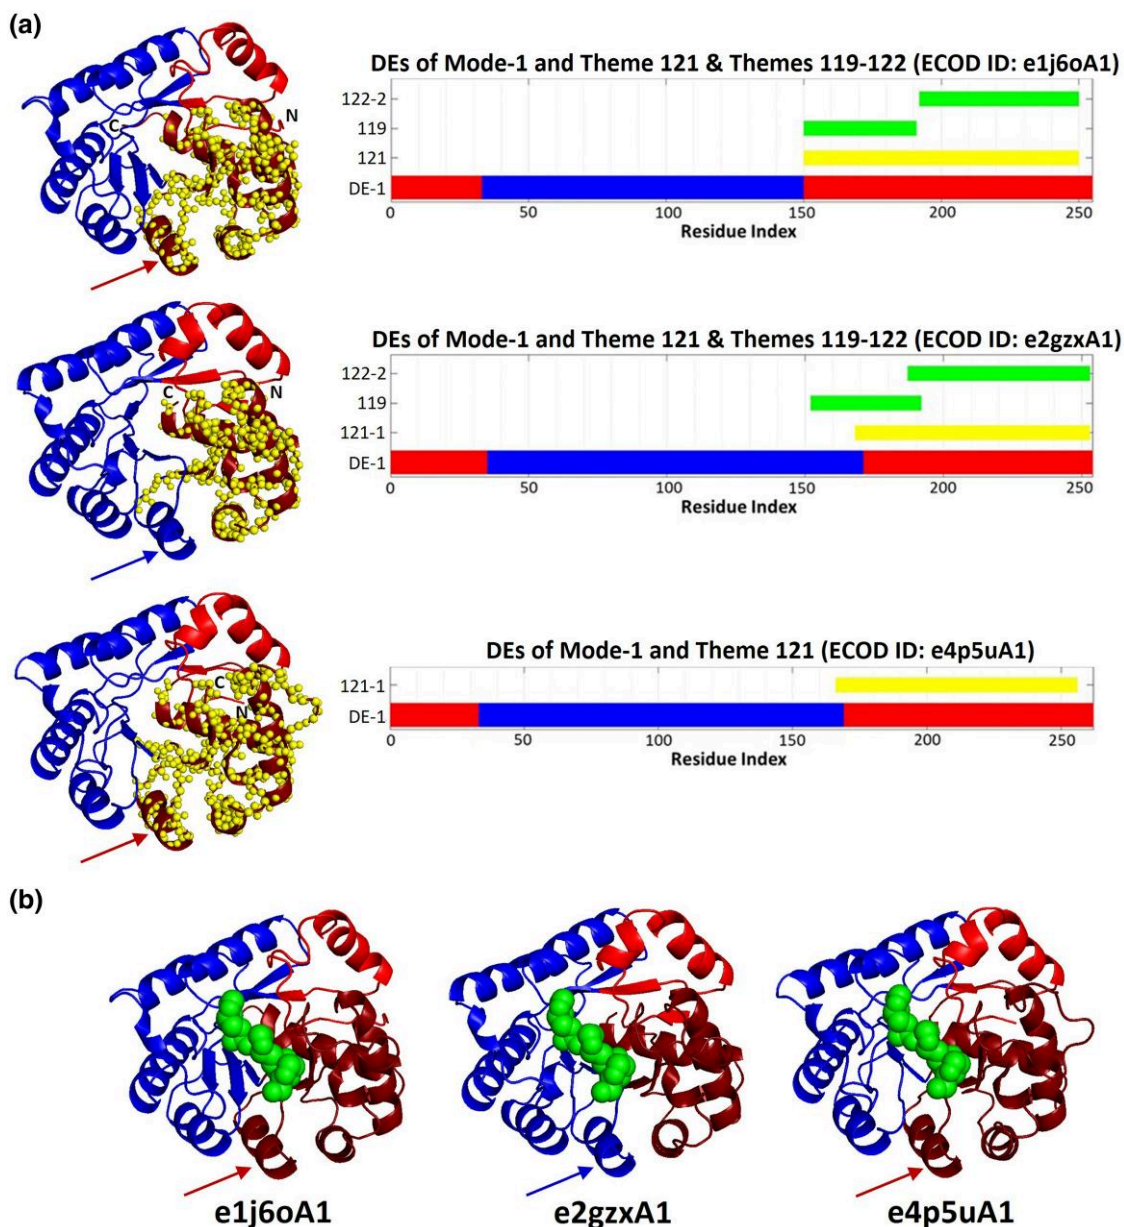 (a)
C
N
DEs of Mode-1 and Theme 121 & Themes 119-122 (ECOD ID: e1j6oA1)
122-2
119
121
DE-1
0 50 100 150 200 250
Residue Index
C
N
DEs of Mode-1 and Theme 121 & Themes 119-122 (ECOD ID: e2gzxA1)
122-2
119
121-1
DE-1
0 50 100 150 200 250
Residue Index
C
N
DEs of Mode-1 and Theme 121 (ECOD ID: e4p5uA1)
121-1
DE-1
0 50 100 150 200 250
Residue Index
(b)
e1j6oA1 e2gzxA1 e4p5uA1